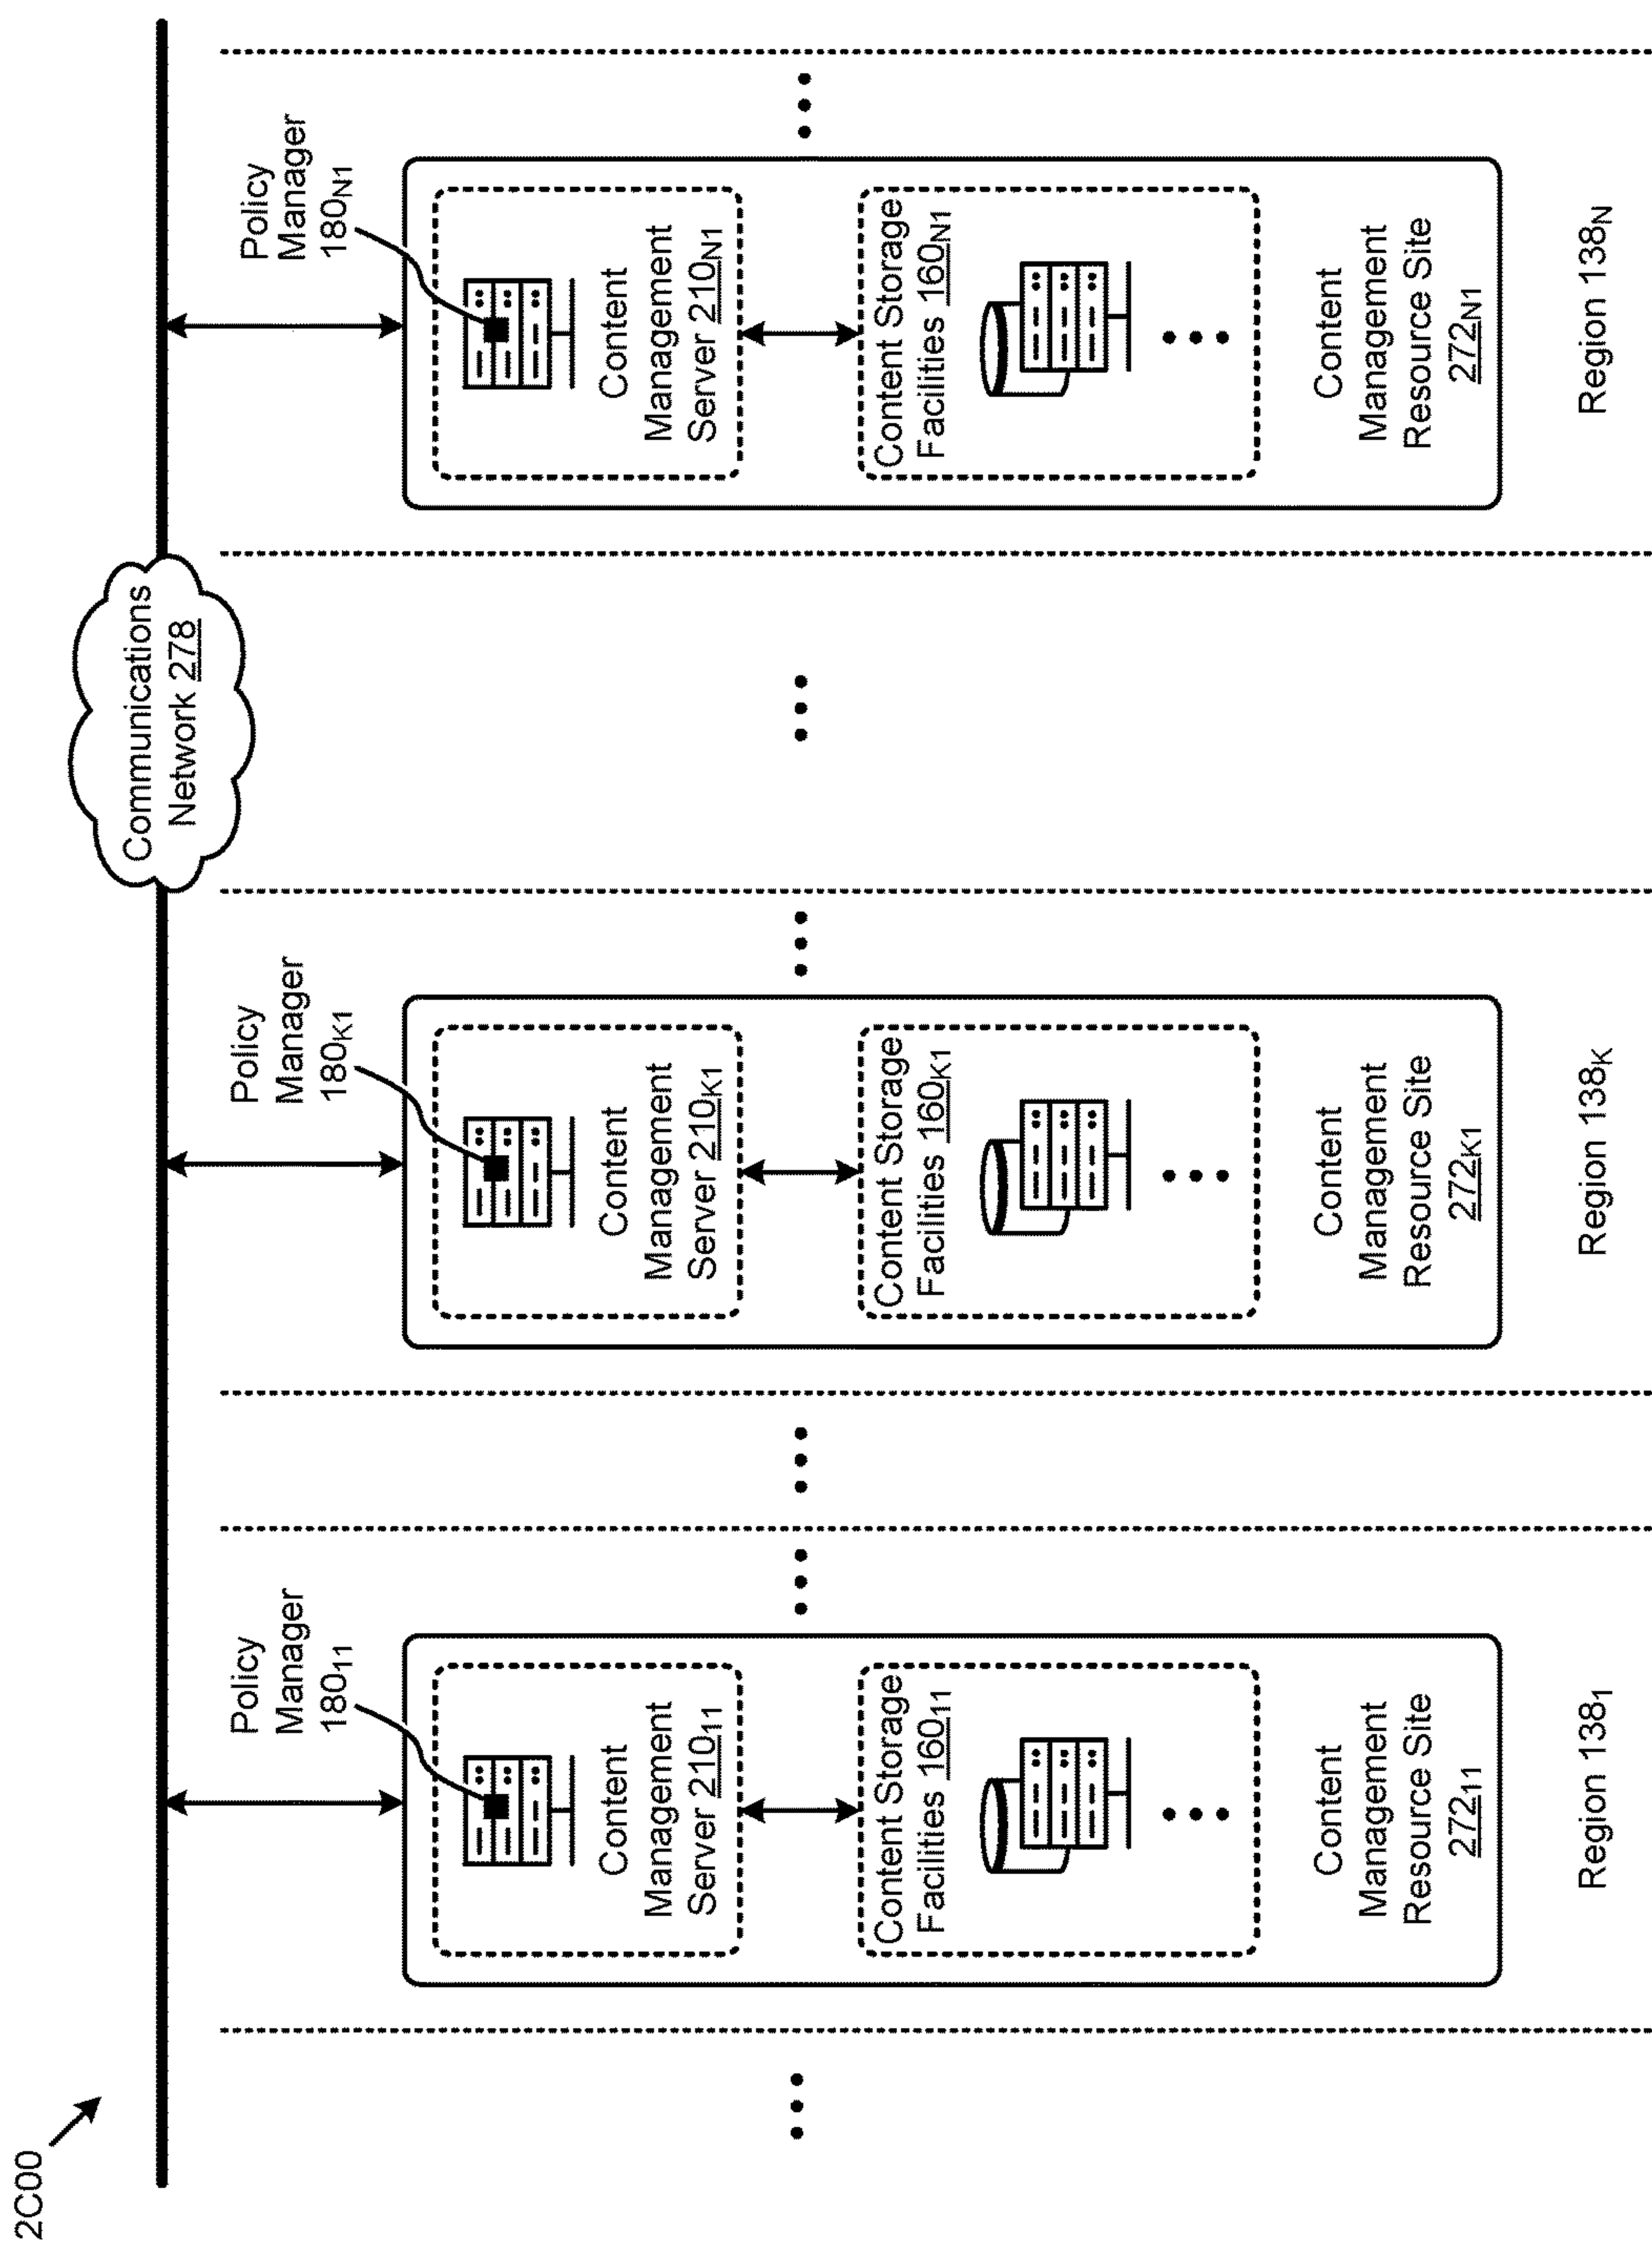 2C00
Communications
Network 278
Policy
Manager
180₁₁
Content
Management
Server 210₁₁
Content Storage
Facilities 160₁₁
Content
Management
Resource Site
272₁₁
Region 138₁
Policy
Manager
180ₖ₁
Content
Management
Server 210ₖ₁
Content Storage
Facilities 160ₖ₁
Content
Management
Resource Site
272ₖ₁
Region 138ₖ
Policy
Manager
180ₙ₁
Content
Management
Server 210ₙ₁
Content Storage
Facilities 160ₙ₁
Content
Management
Resource Site
272ₙ₁
Region 138ₙ